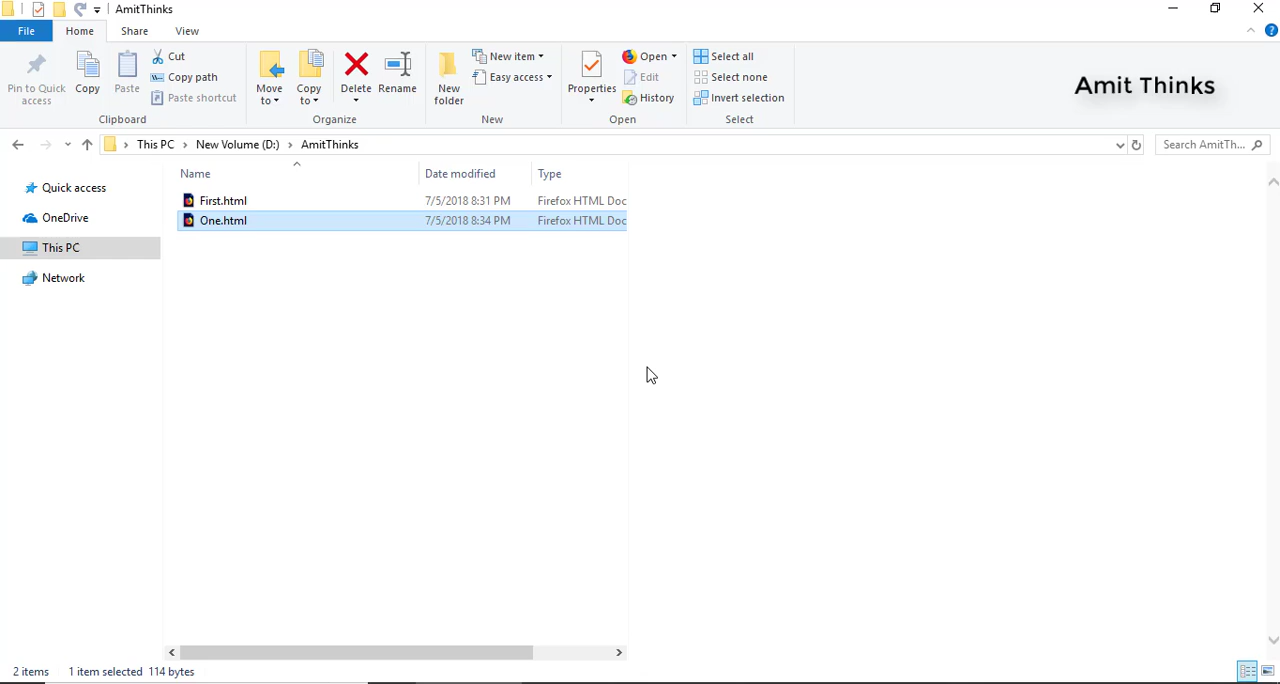 AmitThinks
File Home Share View
Pin to Quick access
Copy
Paste
Cut
Copy path
Paste shortcut
Clipboard
Move to
Copy to
Delete
Rename
Organize
New folder
New item
Easy access
New
Properties
Open
Edit
History
Open
Select all
Select none
Invert selection
Select
Amit Thinks
This PC New Volume (D:) AmitThinks
Search AmitTh...
Quick access
OneDrive
This PC
Network
Name Date modified Type
First.html 7/5/2018 8:31 PM Firefox HTML Doc
One.html 7/5/2018 8:34 PM Firefox HTML Doc
2 items 1 item selected 114 bytes